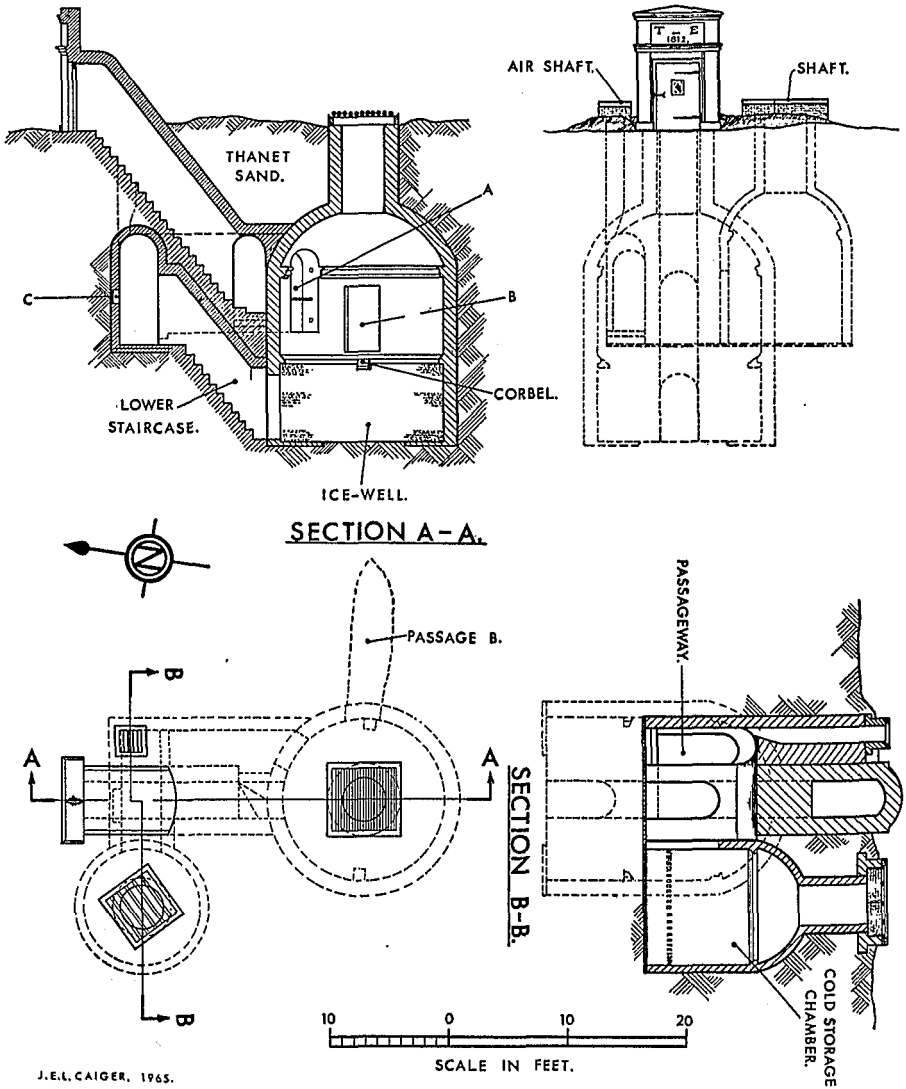 T E
1812.
AIR SHAFT.
SHAFT.
THANET
SAND.
A
B
C
CORBEL.
LOWER
STAIRCASE.
ICE-WELL.
SECTION A-A.
N
PASSAGE B.
PASSAGEWAY.
B
A
A
B
SECTION B-B.
COLD STORAGE
CHAMBER.
10 0 10 20
SCALE IN FEET.
J.E.L. CAIGER. 1965.